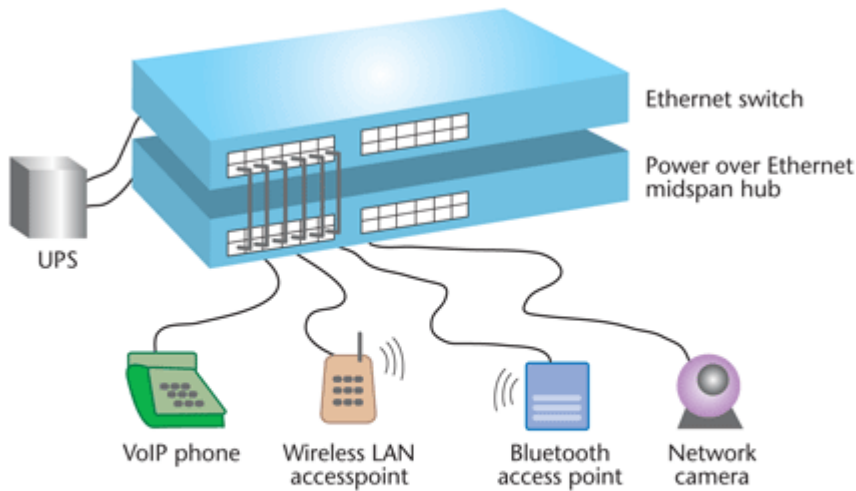 Ethernet switch
Power over Ethernet
midspan hub
UPS
VoIP phone
Wireless LAN
accesspoint
Bluetooth
access point
Network
camera